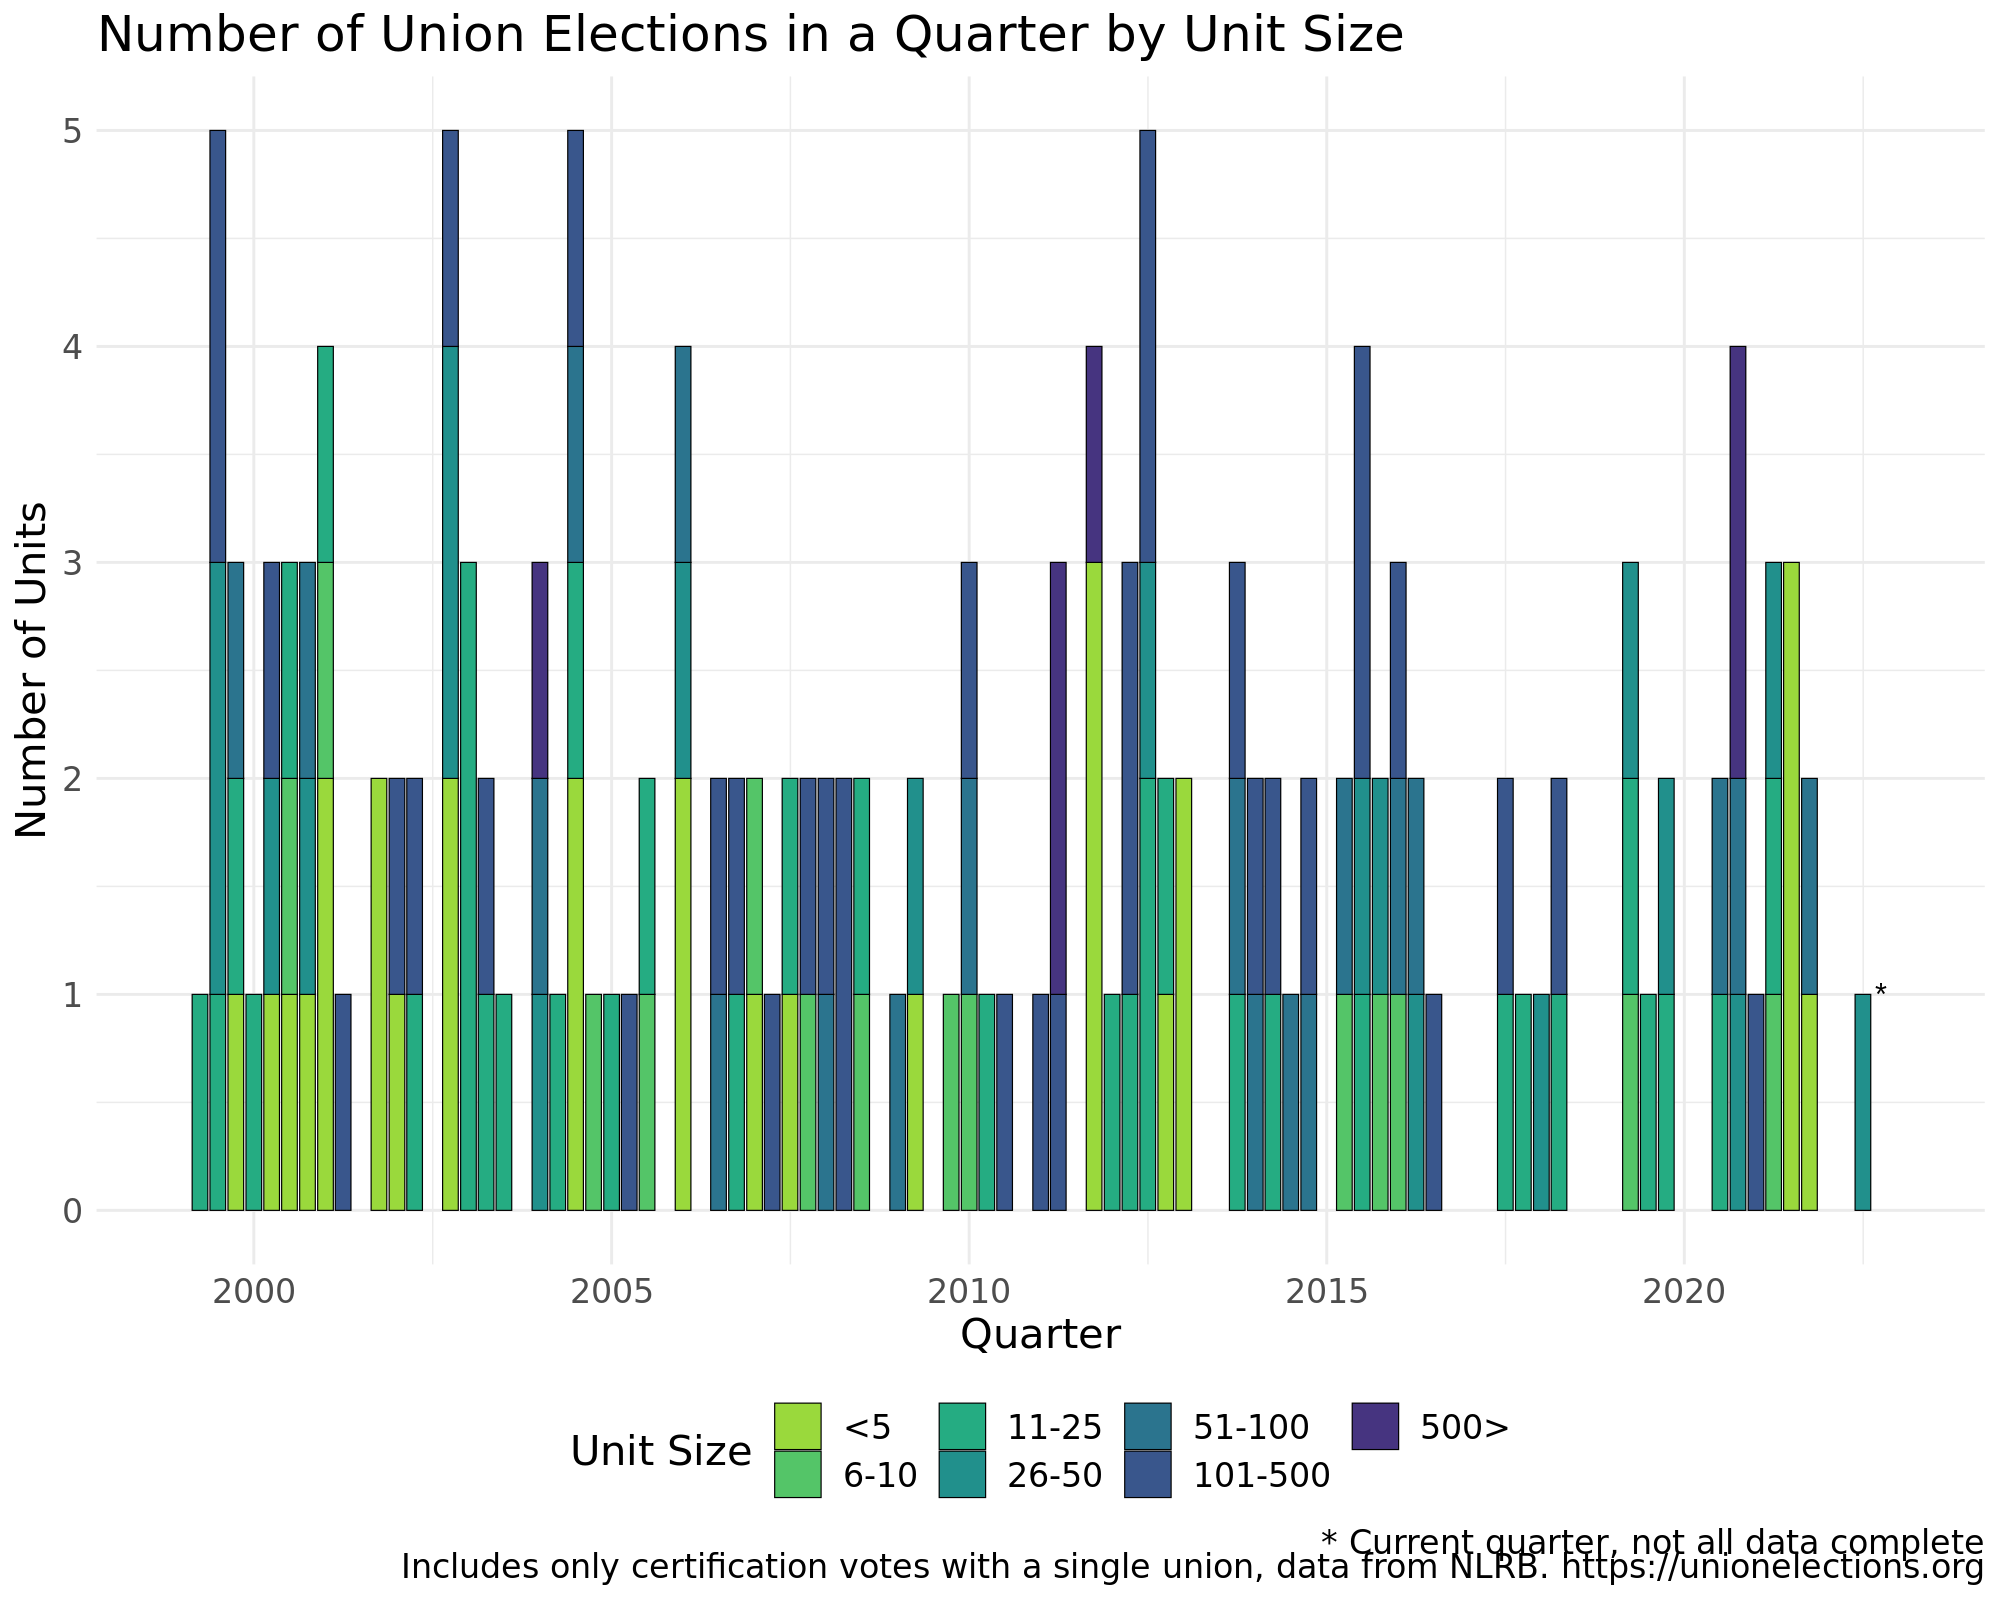 Number of Union Elections in a Quarter by Unit Size
Number of Units
5
4
3
2
1
0
*
2000 2005 2010 2015 2020
Quarter
Unit Size
<5 11-25 51-100 500>
6-10 26-50 101-500
* Current quarter, not all data complete
Includes only certification votes with a single union, data from NLRB. https://unionelections.org